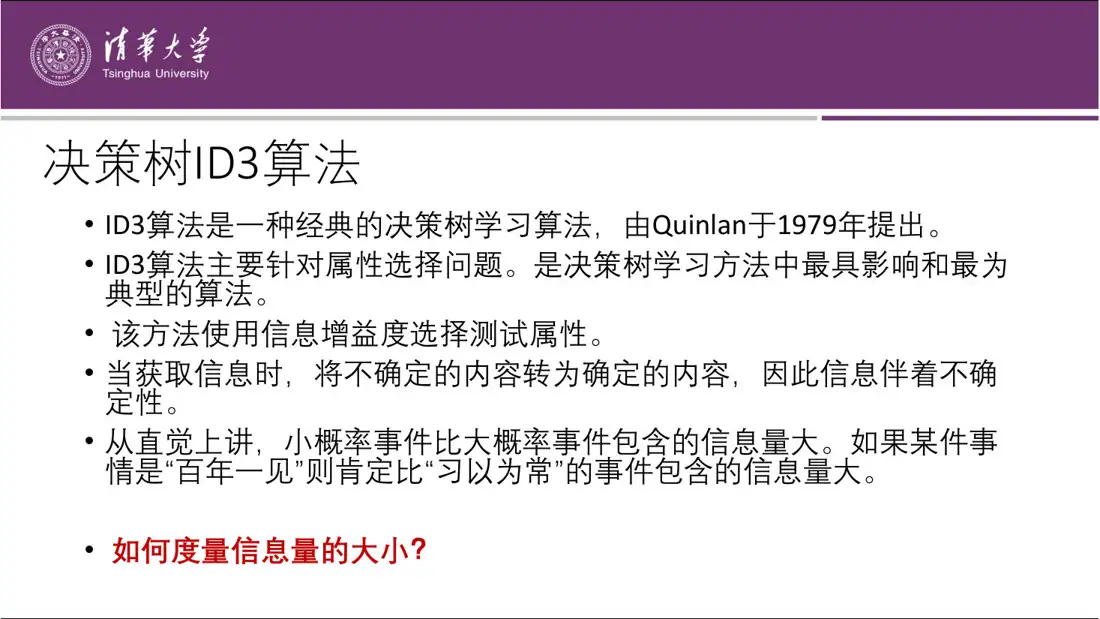 清华大学
Tsinghua University
决策树ID3算法
• ID3算法是一种经典的决策树学习算法，由Quinlan于1979年提出。
• ID3算法主要针对属性选择问题。是决策树学习方法中最具影响和最为
典型的算法。
• 该方法使用信息增益度选择测试属性。
• 当获取信息时，将不确定的内容转为确定的内容，因此信息伴着不确
定性。
• 从直觉上讲，小概率事件比大概率事件包含的信息量大。如果某件事
情是“百年一见”则肯定比“习以为常”的事件包含的信息量大。
• 如何度量信息量的大小?